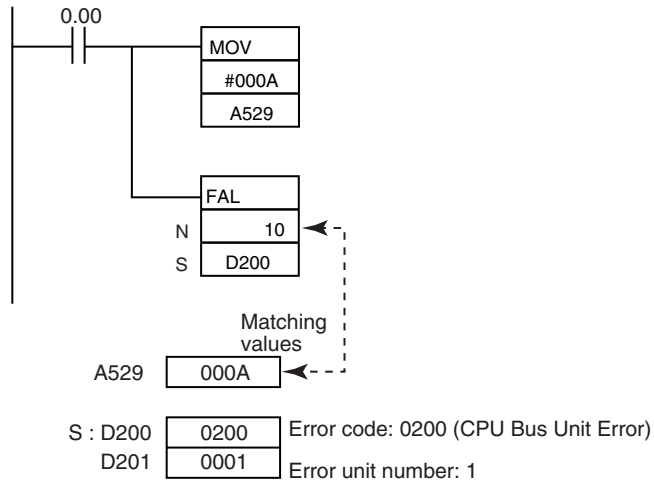 0.00
MOV
#000A
A529
FAL
N 10
S D200
Matching
values
A529 000A
S : D200 0200 Error code: 0200 (CPU Bus Unit Error)
D201 0001 Error unit number: 1